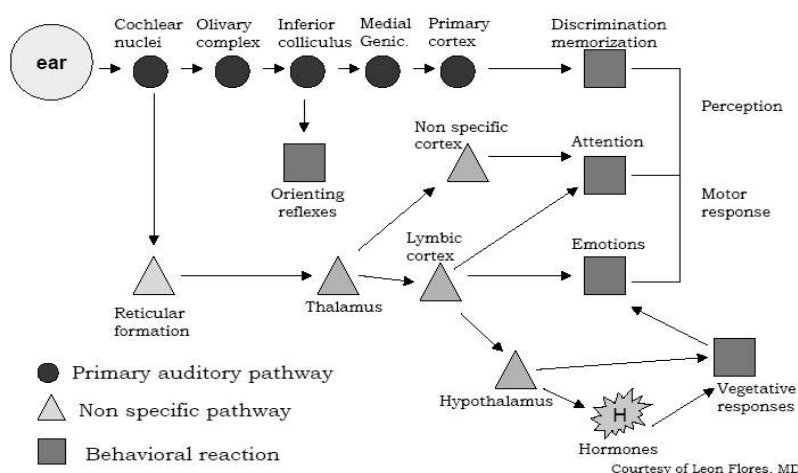 ear
Cochlear
nuclei
Olivary
complex
Inferior
colliculus
Medial
Genic.
Primary
cortex
Discrimination
memorization
Perception
Non specific
cortex
Attention
Orienting
reflexes
Motor
response
Lymbic
cortex
Emotions
Reticular
formation
Thalamus
Primary auditory pathway
Non specific pathway
Behavioral reaction
Hypothalamus
H
Hormones
Vegetative
responses
Courtesy of Leon Flores, MD